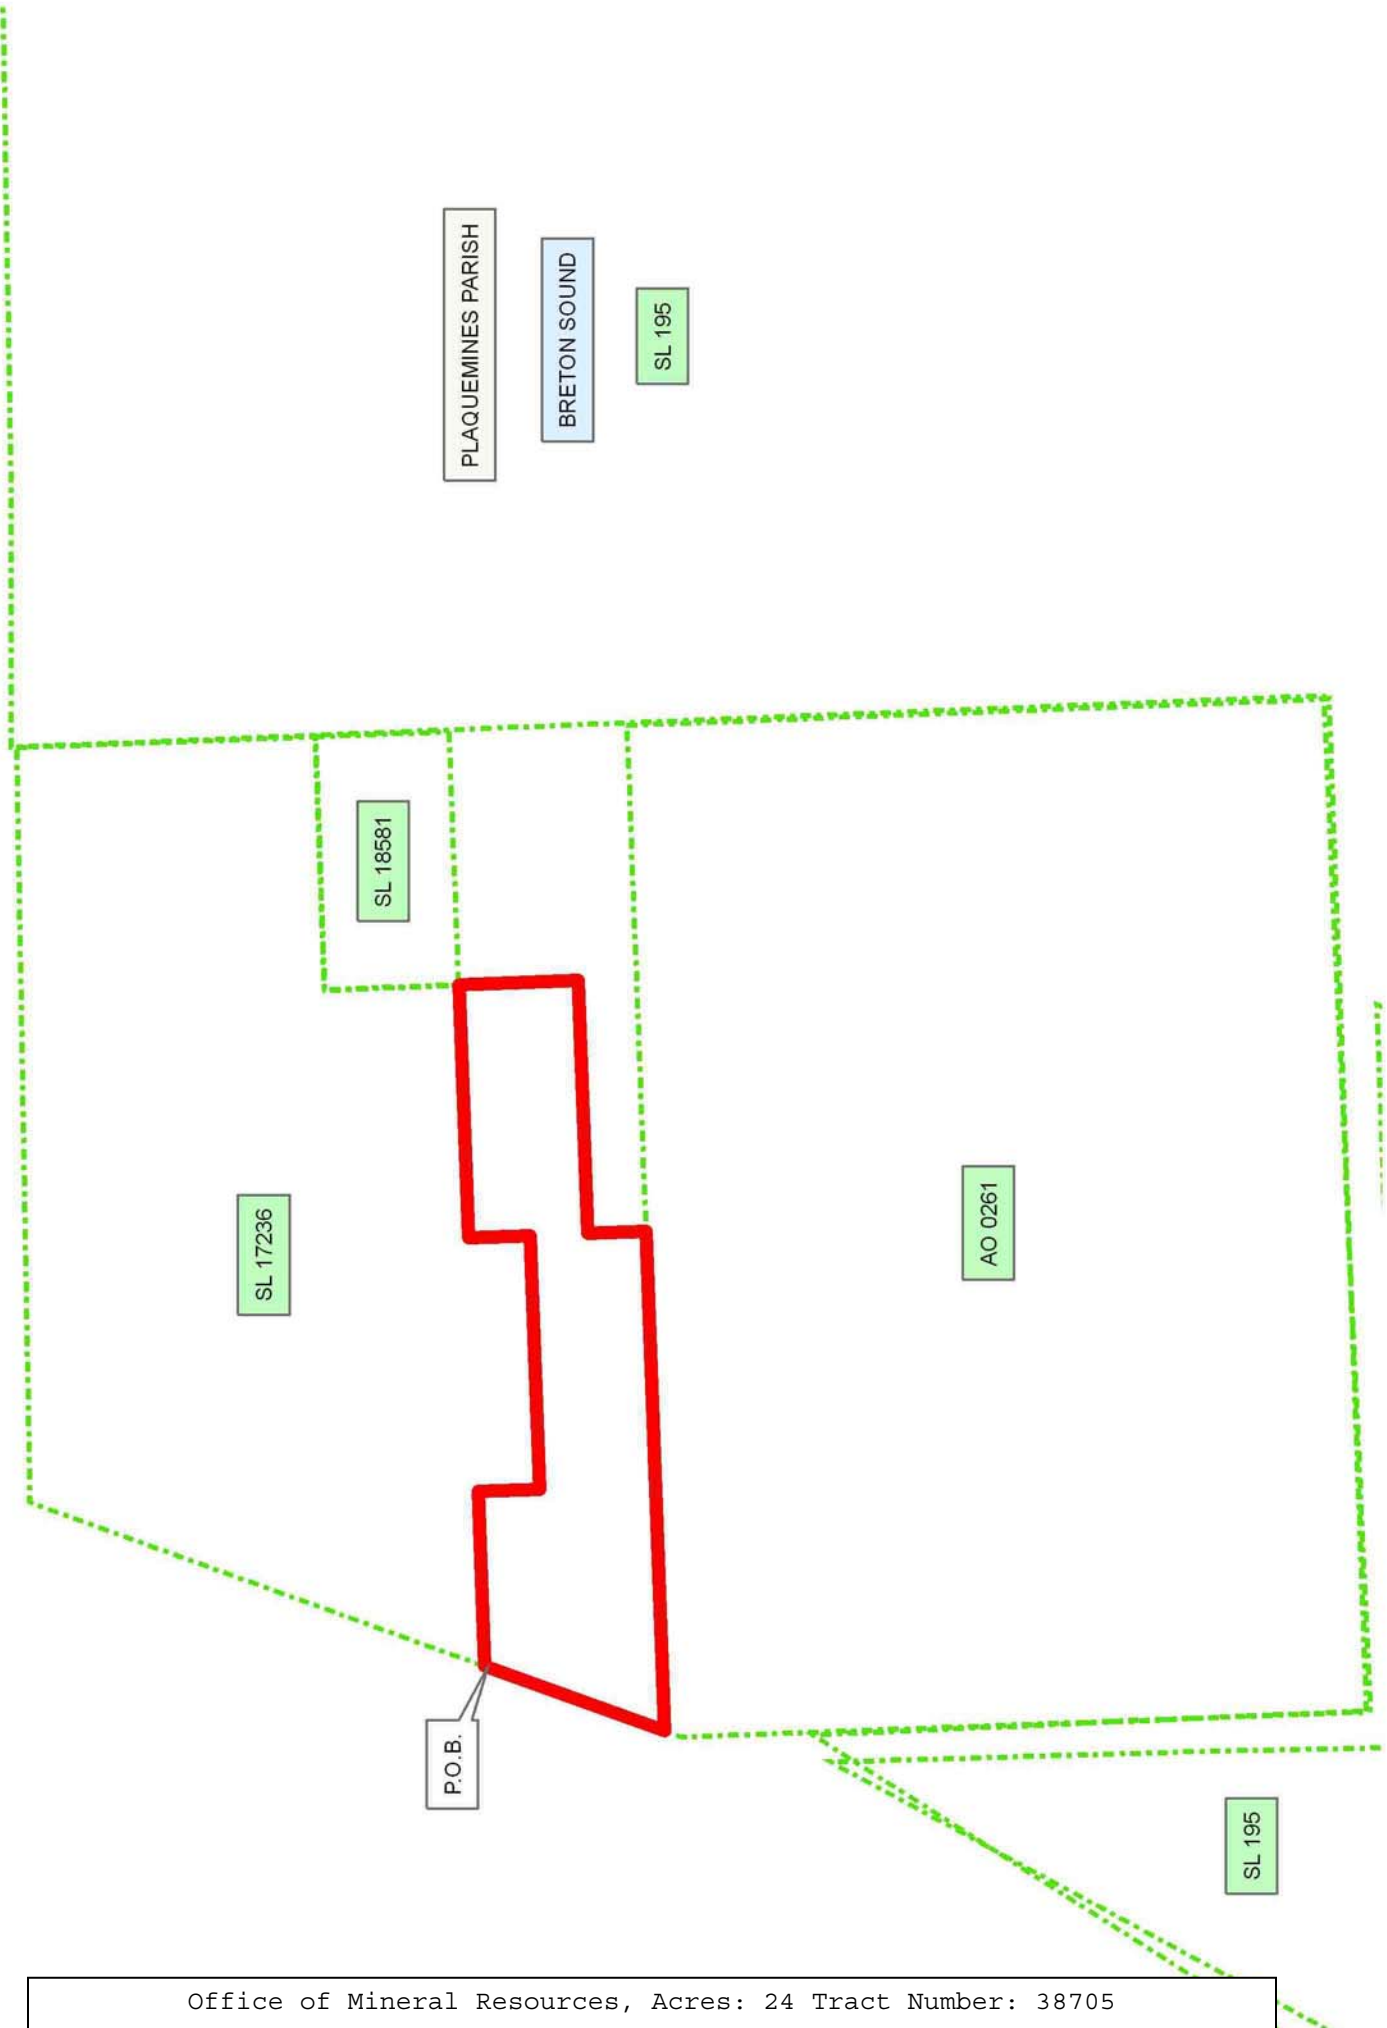 PLAQUEMINES PARISH
BRETON SOUND
SL 195
SL 18581
SL 17236
AO 0261
P.O.B.
SL 195
Office of Mineral Resources, Acres: 24 Tract Number: 38705